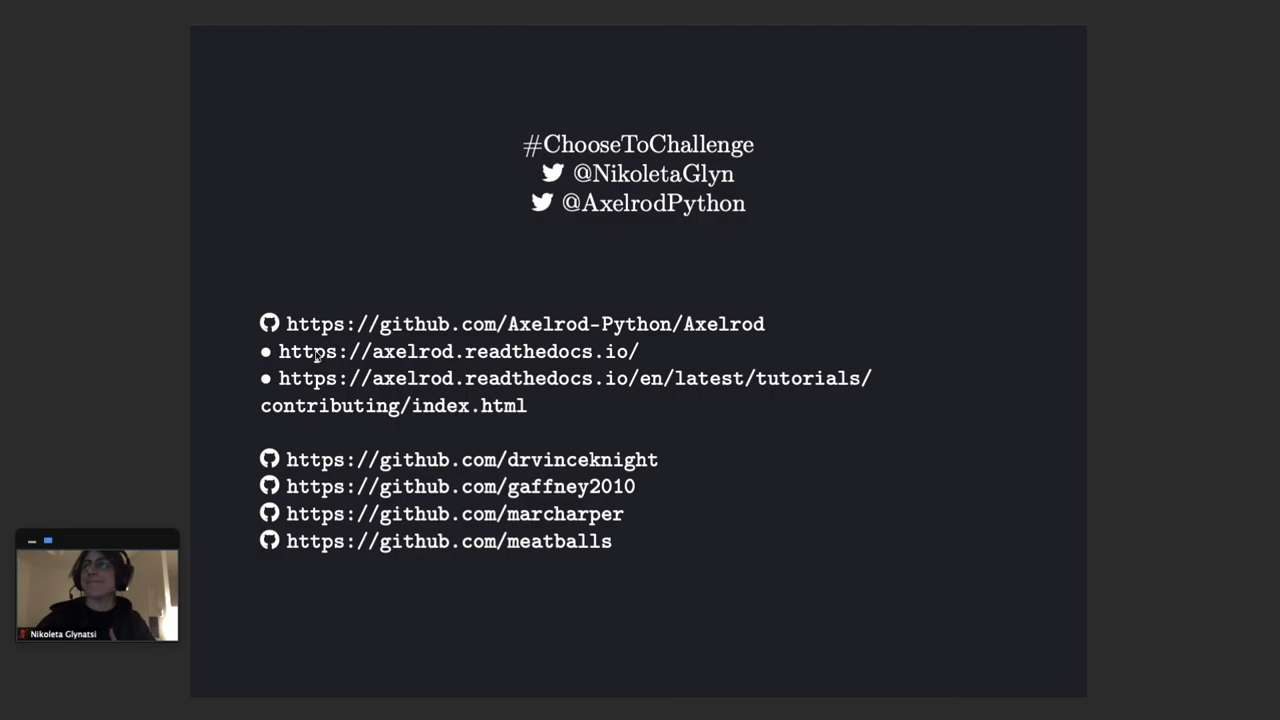 #ChooseToChallenge
@NikoletaGlyn
@AxelrodPython
https://github.com/Axelrod-Python/Axelrod
● https://axelrod.readthedocs.io/
● https://axelrod.readthedocs.io/en/latest/tutorials/
contributing/index.html
https://github.com/drvinceknight
https://github.com/gaffney2010
https://github.com/marcharper
https://github.com/meatballs
Nikoleta Glynatsi